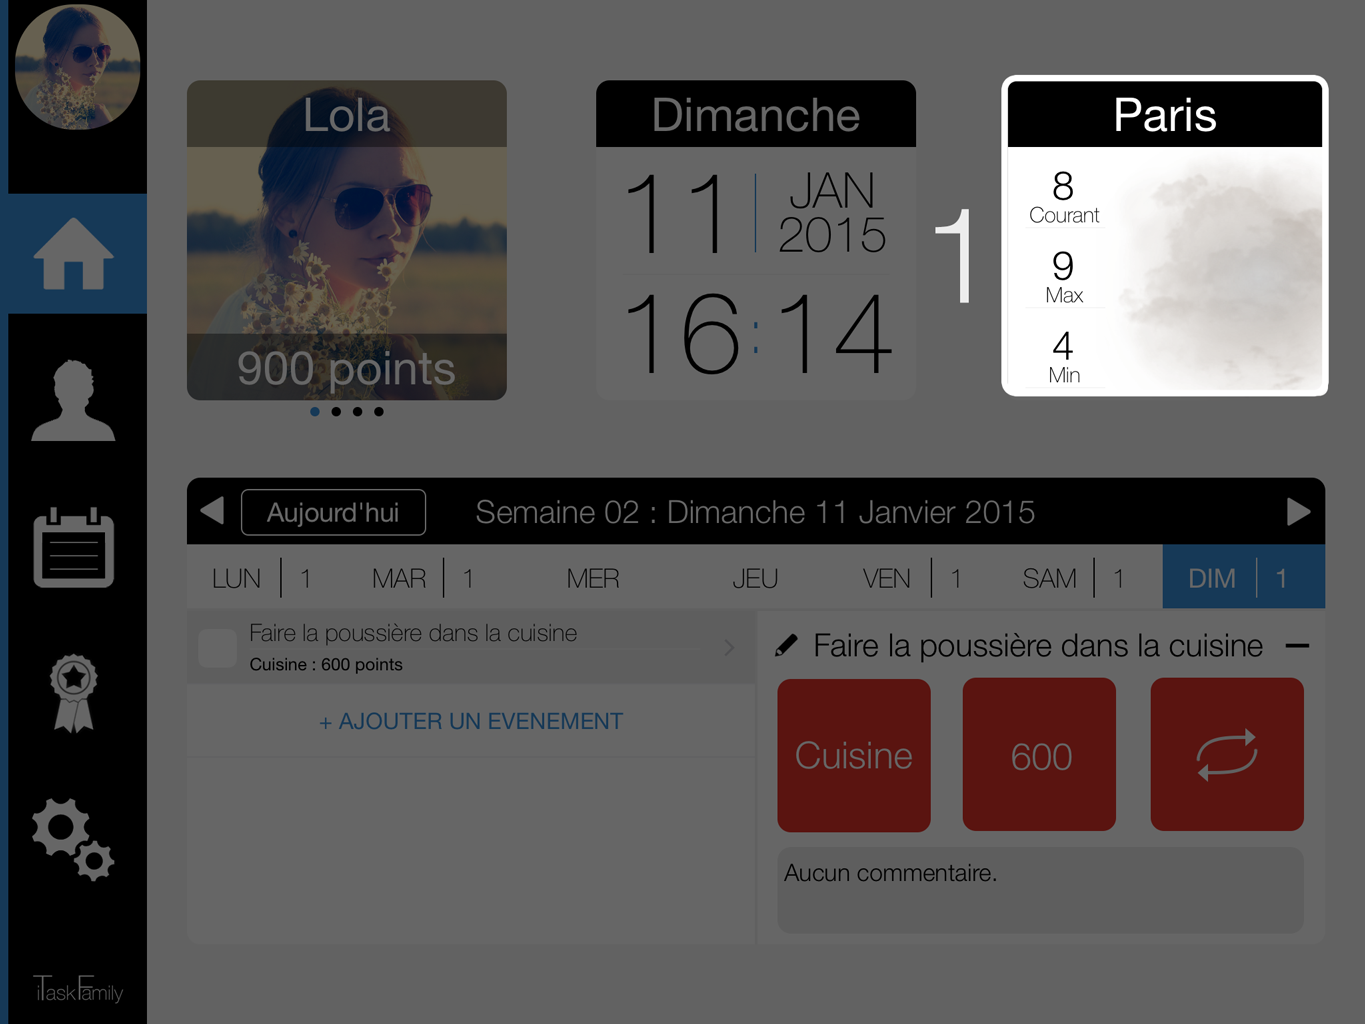 Lola
900 points
Dimanche
11
JAN
2015
16:14
1
Paris
8
Courant
9
Max
4
Min
Aujourd'hui
Semaine 02 : Dimanche 11 Janvier 2015
LUN 1 MAR 1 MER JEU VEN 1 SAM 1 DIM 1
Faire la poussière dans la cuisine
Cuisine : 600 points
+ AJOUTER UN EVENEMENT
Faire la poussière dans la cuisine
Cuisine
600
Aucun commentaire.
iTaskFamily